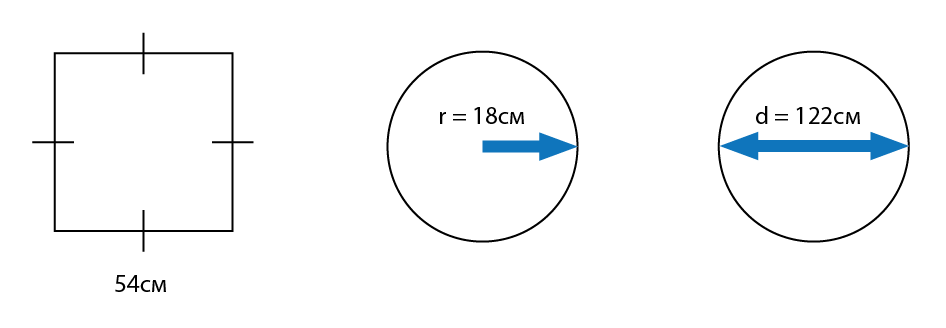 54см
r = 18см
d = 122см